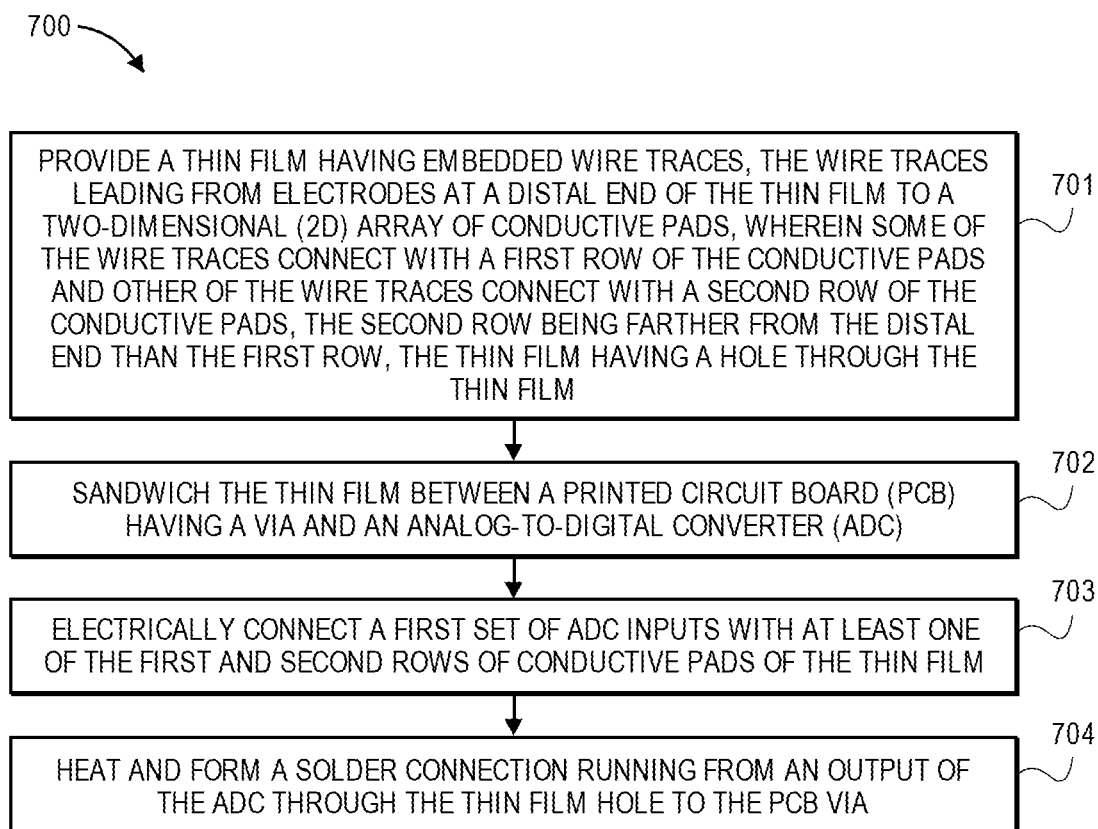 700
PROVIDE A THIN FILM HAVING EMBEDDED WIRE TRACES, THE WIRE TRACES
LEADING FROM ELECTRODES AT A DISTAL END OF THE THIN FILM TO A
TWO-DIMENSIONAL (2D) ARRAY OF CONDUCTIVE PADS, WHEREIN SOME OF
THE WIRE TRACES CONNECT WITH A FIRST ROW OF THE CONDUCTIVE PADS
AND OTHER OF THE WIRE TRACES CONNECT WITH A SECOND ROW OF THE
CONDUCTIVE PADS, THE SECOND ROW BEING FARTHER FROM THE DISTAL
END THAN THE FIRST ROW, THE THIN FILM HAVING A HOLE THROUGH THE
THIN FILM
701
SANDWICH THE THIN FILM BETWEEN A PRINTED CIRCUIT BOARD (PCB)
HAVING A VIA AND AN ANALOG-TO-DIGITAL CONVERTER (ADC)
702
ELECTRICALLY CONNECT A FIRST SET OF ADC INPUTS WITH AT LEAST ONE
OF THE FIRST AND SECOND ROWS OF CONDUCTIVE PADS OF THE THIN FILM
703
HEAT AND FORM A SOLDER CONNECTION RUNNING FROM AN OUTPUT OF
THE ADC THROUGH THE THIN FILM HOLE TO THE PCB VIA
704